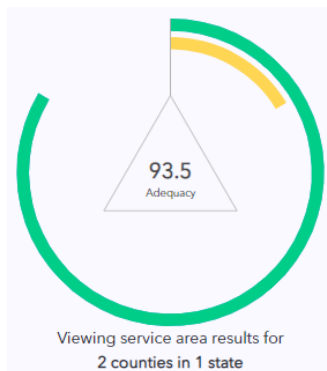 93.5
Adequacy
Viewing service area results for
2 counties in 1 state